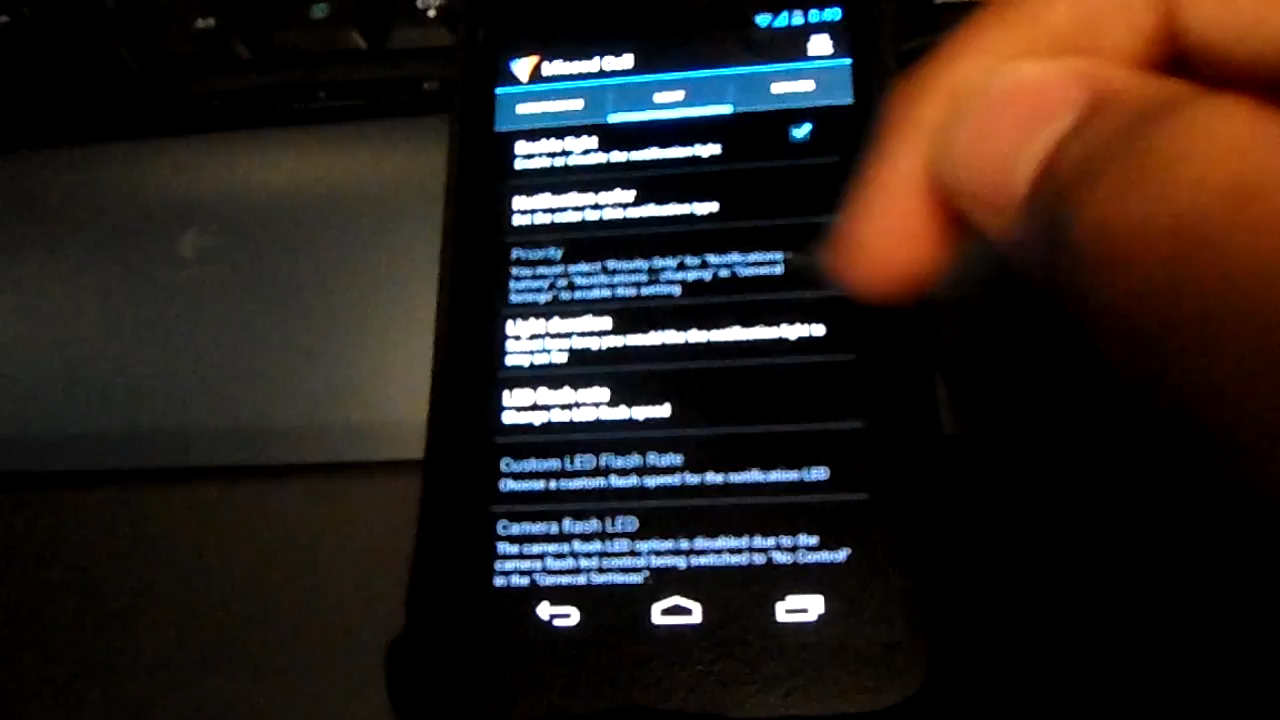 Missed Call
LIGHT
Enable light
Enable or disable the notification light
Notification color
Set the color for this notification type
Priority
You must select "Priority Only" for "Notifications -
Battery" or "Notifications - Charging" in "General
Settings" to enable this setting
Light duration
Select how long you would like the notification light to
stay on for
LED flash rate
Change the LED flash speed
Custom LED Flash Rate
Choose a custom flash speed for the notification LED
Camera flash LED
The camera flash LED option is disabled due to the
camera flash led control being switched to "No Control"
in the "General Settings".